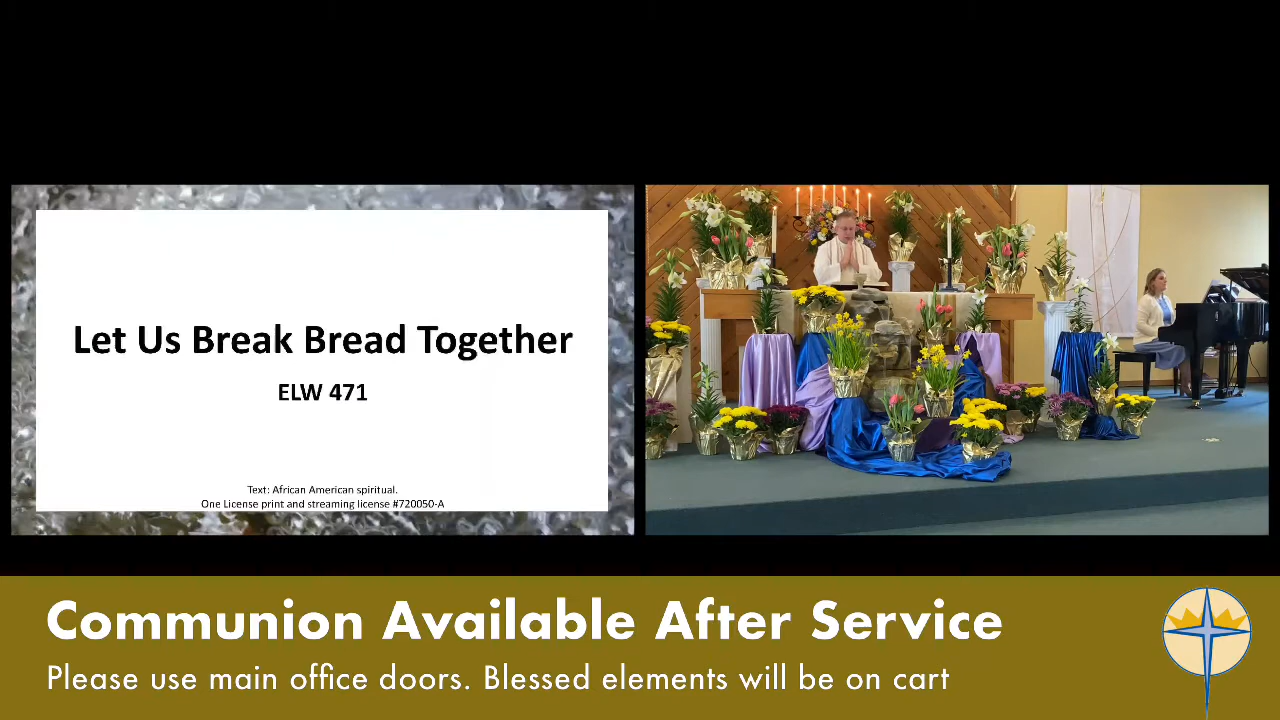 Let Us Break Bread Together
ELW 471
Text: African American spiritual.
One License print and streaming license #720050-A
Communion Available After Service
Please use main office doors. Blessed elements will be on cart